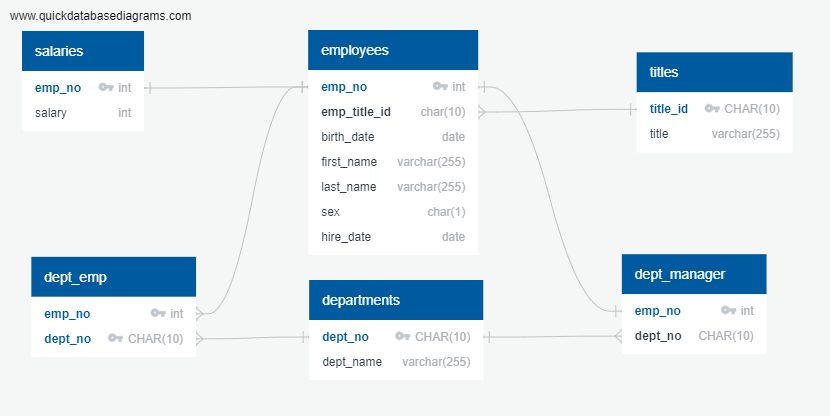 www.quickdatabasediagrams.com
salaries
emp_no int
salary int
employees
emp_no int
emp_title_id char(10)
birth_date date
first_name varchar(255)
last_name varchar(255)
sex char(1)
hire_date date
titles
title_id CHAR(10)
title varchar(255)
dept_emp
emp_no int
dept_no CHAR(10)
departments
dept_no CHAR(10)
dept_name varchar(255)
dept_manager
emp_no int
dept_no CHAR(10)